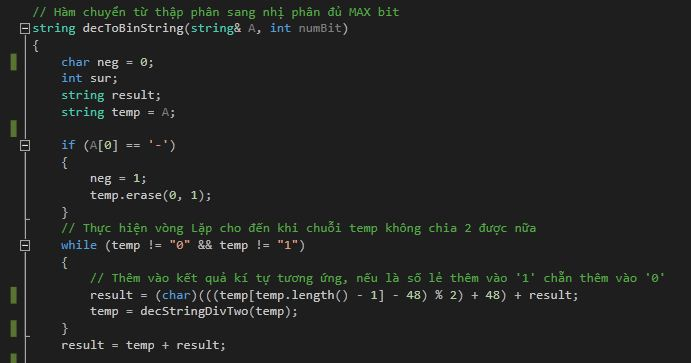 // Hàm chuyển từ thập phân sang nhị phân đủ MAX bit
string decToBinString(string& A, int numBit)
{
char neg = 0;
int sur;
string result;
string temp = A;
if (A[0] == '-')
{
neg = 1;
temp.erase(0, 1);
}
// Thực hiện vòng Lặp cho đến khi chuỗi temp không chia 2 được nữa
while (temp != "0" && temp != "1")
{
// Thêm vào kết quả kí tự tương ứng, nếu là số lẻ thêm vào '1' chẵn thêm vào '0'
result = (char)(((temp[temp.length() - 1] - 48) % 2) + 48) + result;
temp = decStringDivTwo(temp);
}
result = temp + result;